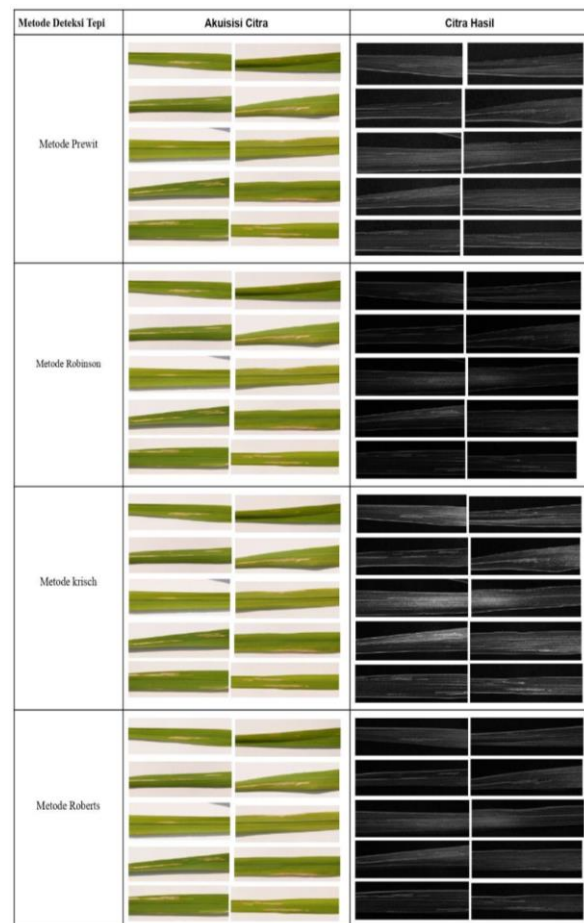 Metode Deteksi Tepi
Akuisisi Citra
Citra Hasil
Metode Prewit
Metode Robinson
Metode krisch
Metode Roberts